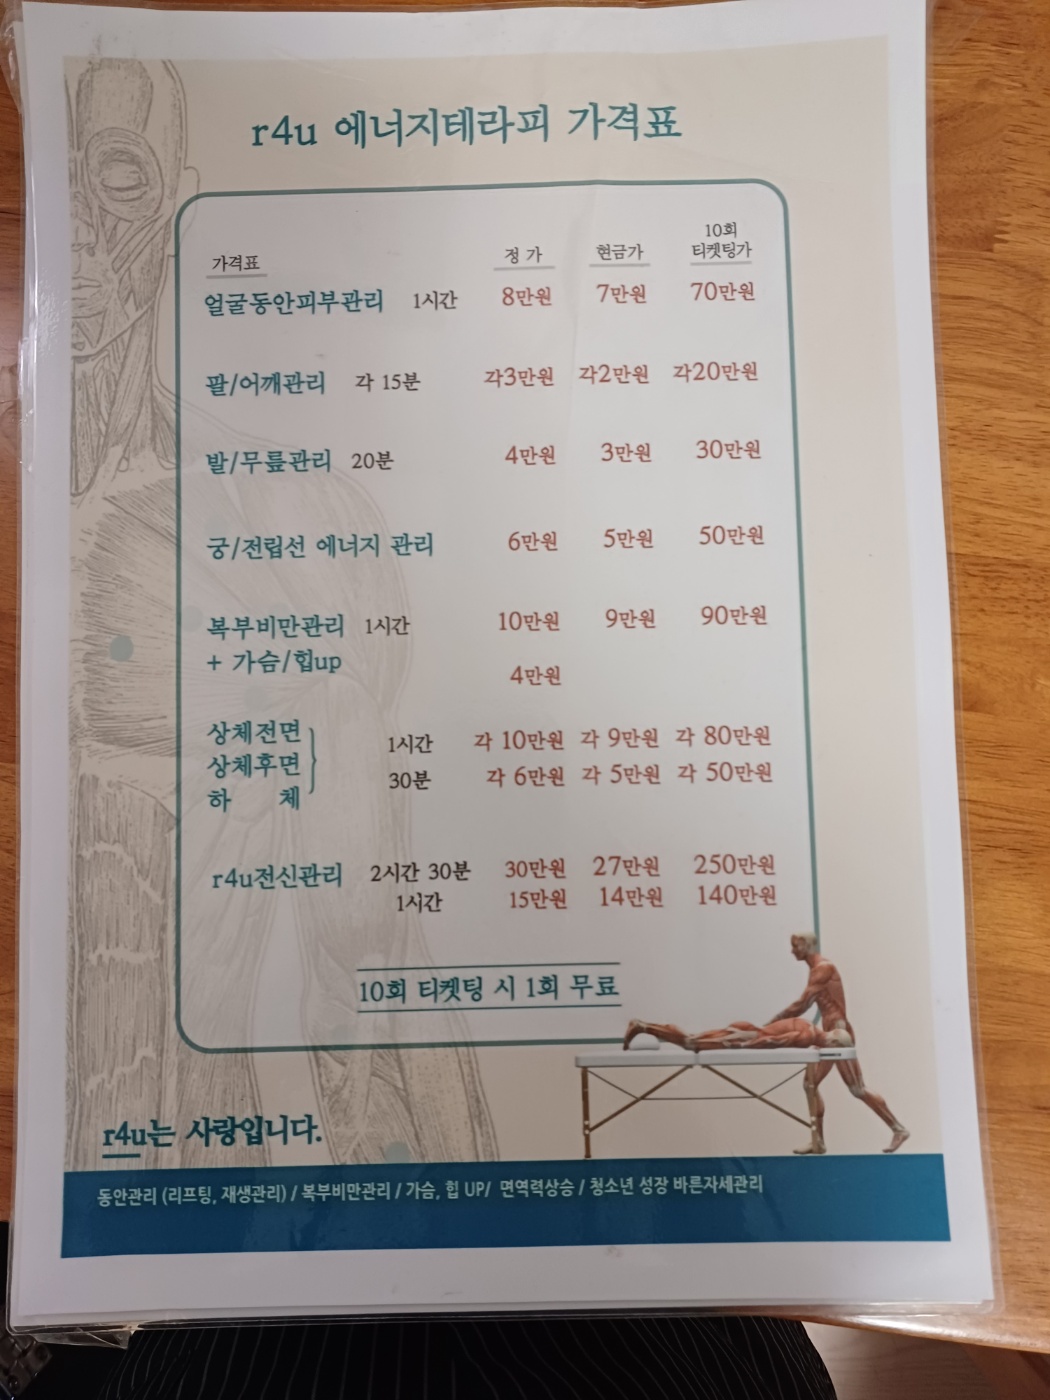 r4u 에너지테라피 가격표
가격표 정 가 현금가 10회 티켓팅가
얼굴동안피부관리 1시간 8만원 7만원 70만원
팔/어깨관리 각 15분 각3만원 각2만원 각20만원
발/무릎관리 20분 4만원 3만원 30만원
궁/전립선 에너지 관리 6만원 5만원 50만원
복부비만관리 1시간 10만원 9만원 90만원
+ 가슴/힙up 4만원
상체전면 1시간 각 10만원 각 9만원 각 80만원
상체후면 30분 각 6만원 각 5만원 각 50만원
하 체
r4u전신관리 2시간 30분 30만원 27만원 250만원
1시간 15만원 14만원 140만원
10회 티켓팅 시 1회 무료
r4u는 사랑입니다.
동안관리 (리프팅, 재생관리) / 복부비만관리 / 가슴, 힙 UP/ 면역력상승 / 청소년 성장 바른자세관리